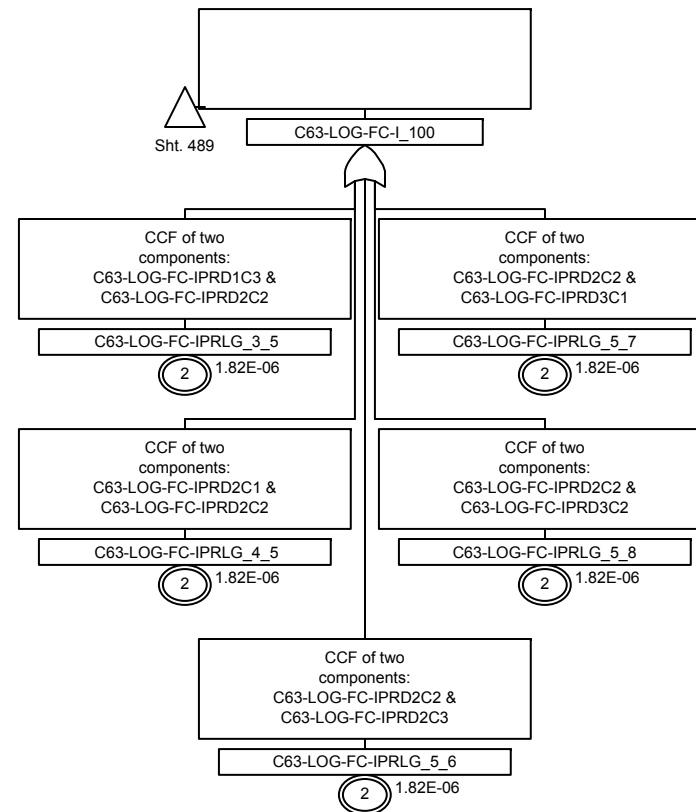 Sht. 489
C63-LOG-FC-I_100
CCF of two
components:
C63-LOG-FC-IPRD1C3 &
C63-LOG-FC-IPRD2C2
C63-LOG-FC-IPRLG_3_5
2
1.82E-06
CCF of two
components:
C63-LOG-FC-IPRD2C2 &
C63-LOG-FC-IPRD3C1
C63-LOG-FC-IPRLG_5_7
2
1.82E-06
CCF of two
components:
C63-LOG-FC-IPRD2C1 &
C63-LOG-FC-IPRD2C2
C63-LOG-FC-IPRLG_4_5
2
1.82E-06
CCF of two
components:
C63-LOG-FC-IPRD2C2 &
C63-LOG-FC-IPRD3C2
C63-LOG-FC-IPRLG_5_8
2
1.82E-06
CCF of two
components:
C63-LOG-FC-IPRD2C2 &
C63-LOG-FC-IPRD2C3
C63-LOG-FC-IPRLG_5_6
2
1.82E-06